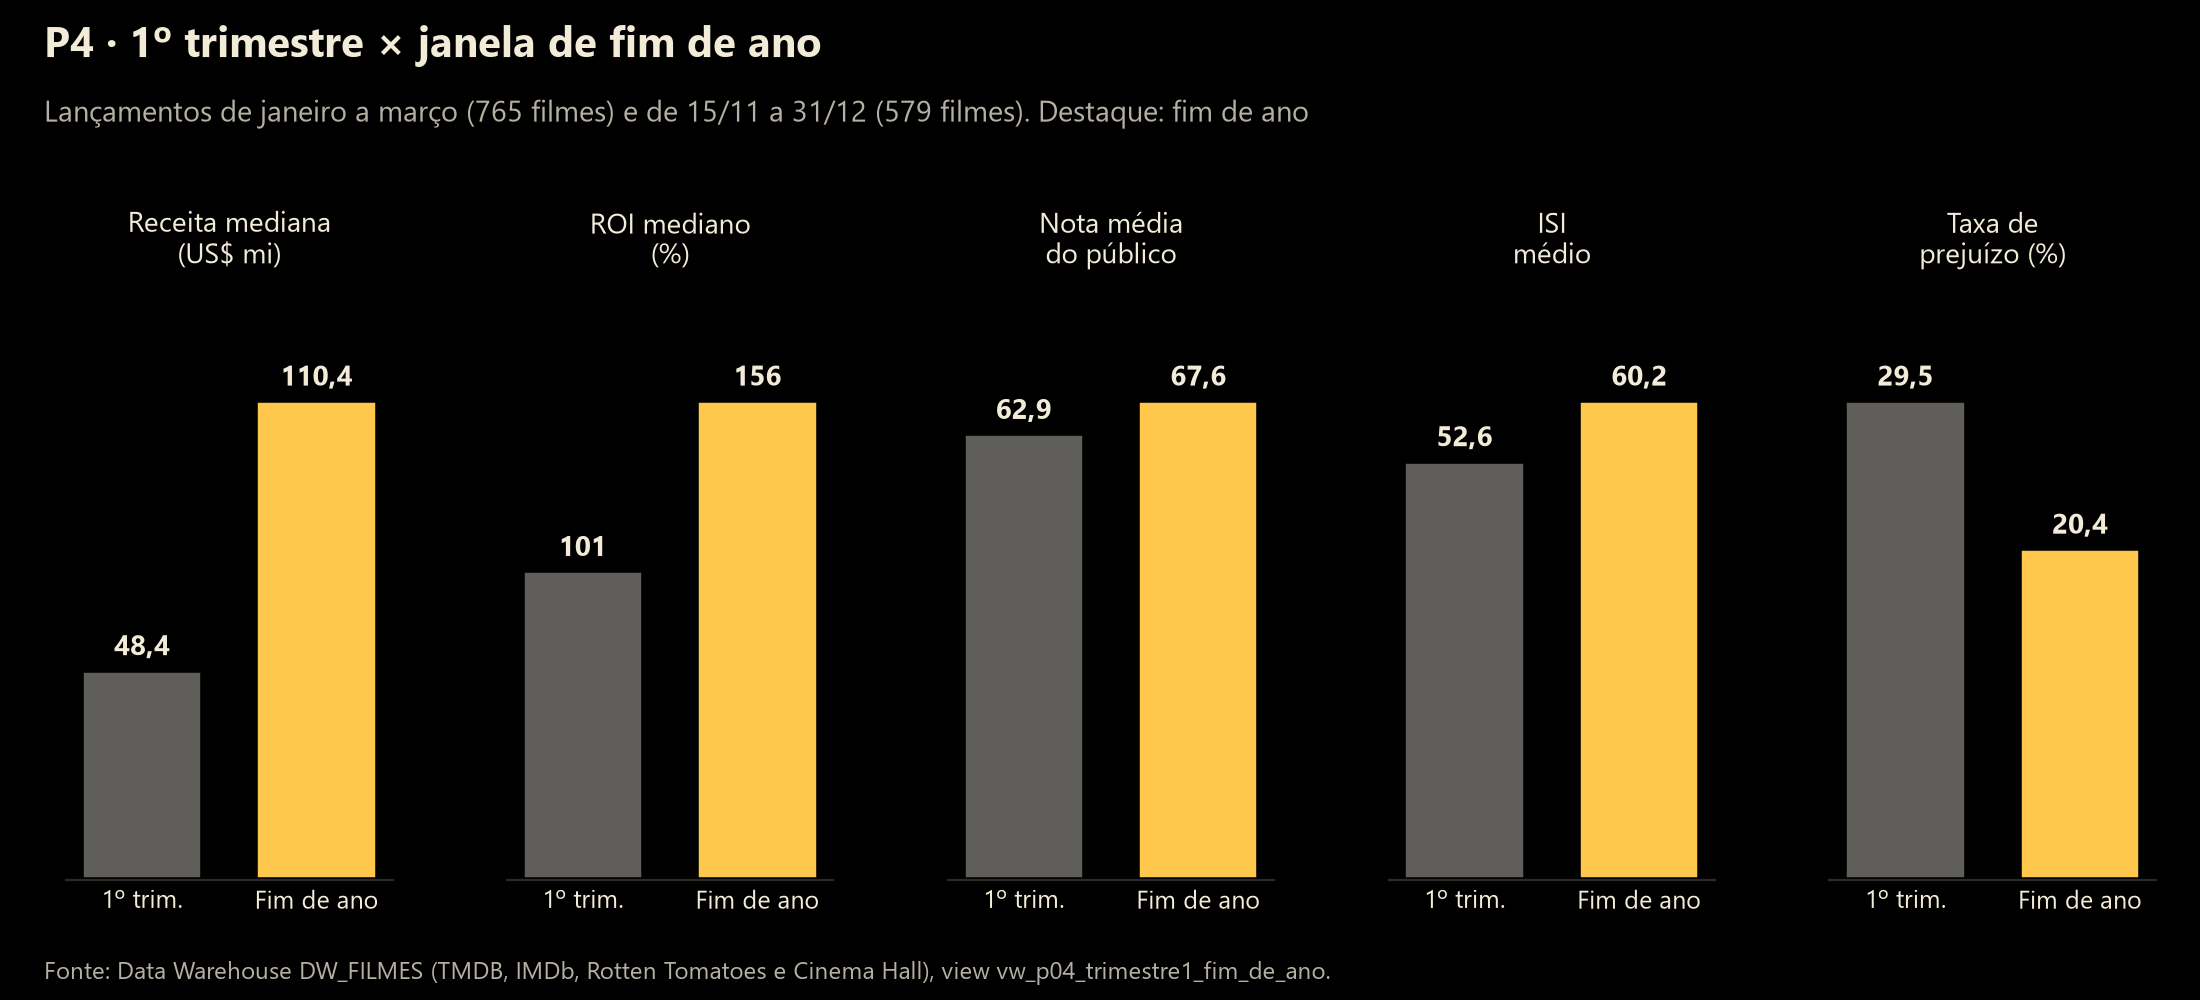 P4 · 1º trimestre × janela de fim de ano
Lançamentos de janeiro a março (765 filmes) e de 15/11 a 31/12 (579 filmes). Destaque: fim de ano
Receita mediana
(US$ mi)
48,4
110,4
1º trim.
Fim de ano
ROI mediano
(%)
101
156
1º trim.
Fim de ano
Nota média
do público
62,9
67,6
1º trim.
Fim de ano
ISI
médio
52,6
60,2
1º trim.
Fim de ano
Taxa de
prejuízo (%)
29,5
20,4
1º trim.
Fim de ano
Fonte: Data Warehouse DW_FILMES (TMDB, IMDb, Rotten Tomatoes e Cinema Hall), view vw_p04_trimestre1_fim_de_ano.